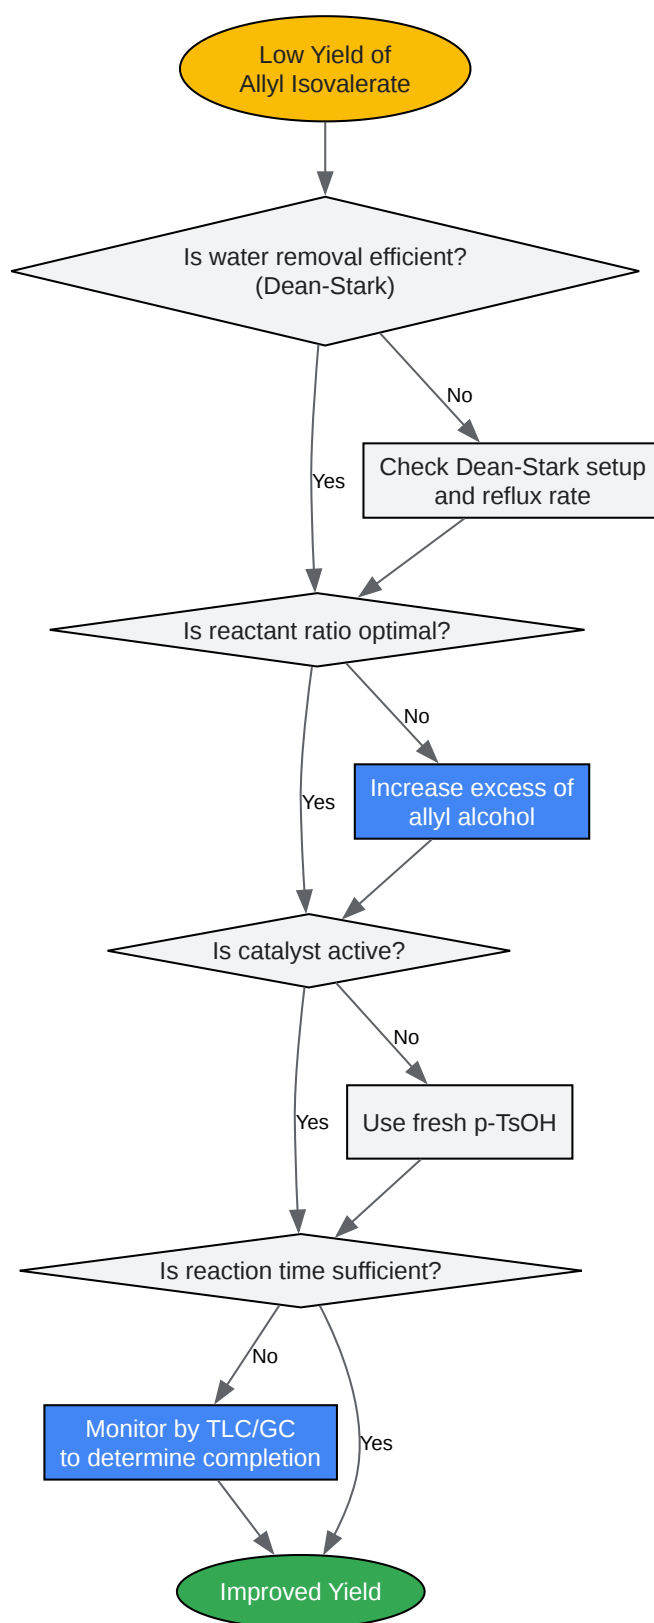 Low Yield of
Allyl Isovalerate
Is water removal efficient?
(Dean-Stark)
No
Yes
Check Dean-Stark setup
and reflux rate
Is reactant ratio optimal?
No
Yes
Increase excess of
allyl alcohol
Is catalyst active?
No
Yes
Use fresh p-TsOH
Is reaction time sufficient?
No
Yes
Monitor by TLC/GC
to determine completion
Improved Yield